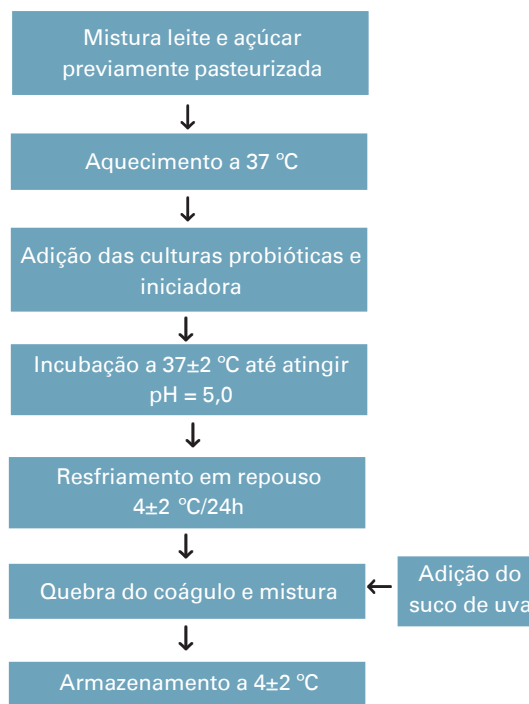 Mistura leite e açúcar
previamente pasteurizada
Aquecimento a 37 ºC
Adição das culturas probióticas e
iniciadora
Incubação a 37±2 ºC até atingir
pH = 5,0
Resfriamento em repouso
4±2 ºC/24h
Quebra do coágulo e mistura
Adição do
suco de uva
Armazenamento a 4±2 ºC